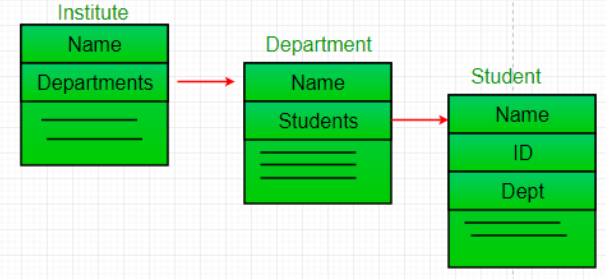 Institute
Name
Departments
Department
Name
Students
Student
Name
ID
Dept